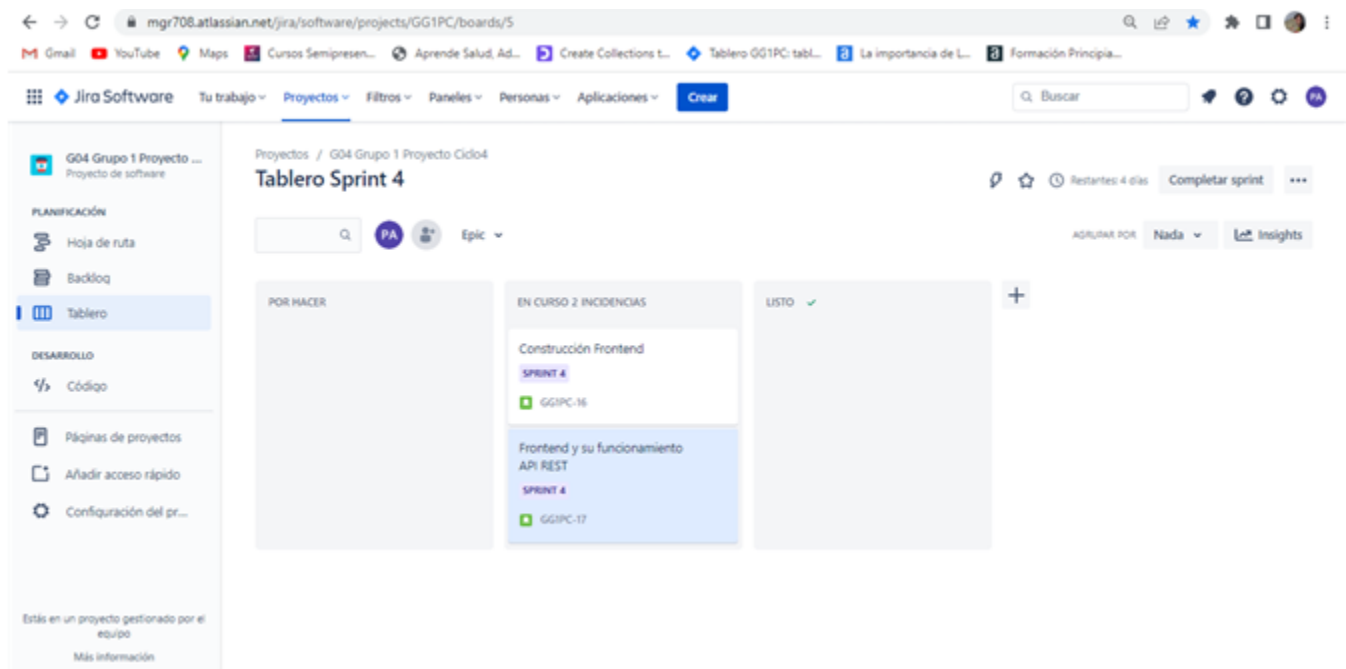 mgr708.atlassian.net/jira/software/projects/GG1PC/boards/5
Gmail YouTube Maps Cursos Semipresen... Aprende Salud, Ad... Create Collections t... Tablero GG1PC: tabl... La importancia de L... Formación Principia...
Jira Software Tu trabajo Proyectos Filtros Paneles Personas Aplicaciones Crear Buscar PA
G04 Grupo 1 Proyecto ...
Proyecto de software
PLANIFICACIÓN
Hoja de ruta
Backlog
Tablero
DESARROLLO
Código
Páginas de proyectos
Añadir acceso rápido
Configuración del pr...
Estás en un proyecto gestionado por el
equipo
Más información
Proyectos / G04 Grupo 1 Proyecto Ciclo4
Tablero Sprint 4
Restantes 4 días Completar sprint
PA Epic AGRUPAR POR Nada Insights
POR HACER
EN CURSO 2 INCIDENCIAS
Construcción Frontend
SPRINT 4
GG1PC-16
Frontend y su funcionamiento
API REST
SPRINT 4
GG1PC-17
LISTO